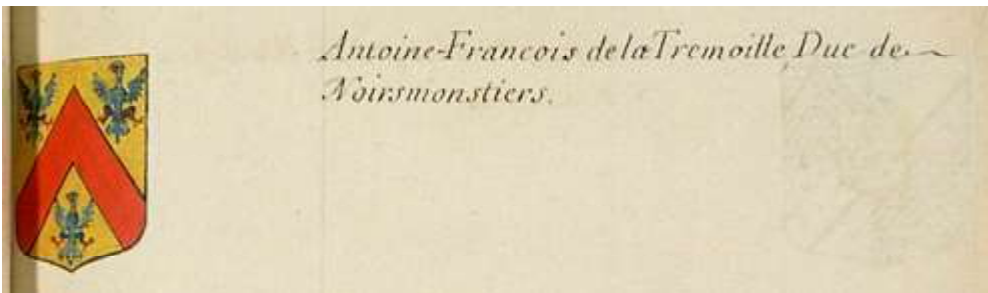 Antoine-Francois de la Tremoille, Duc de
Noirsmonstiers.